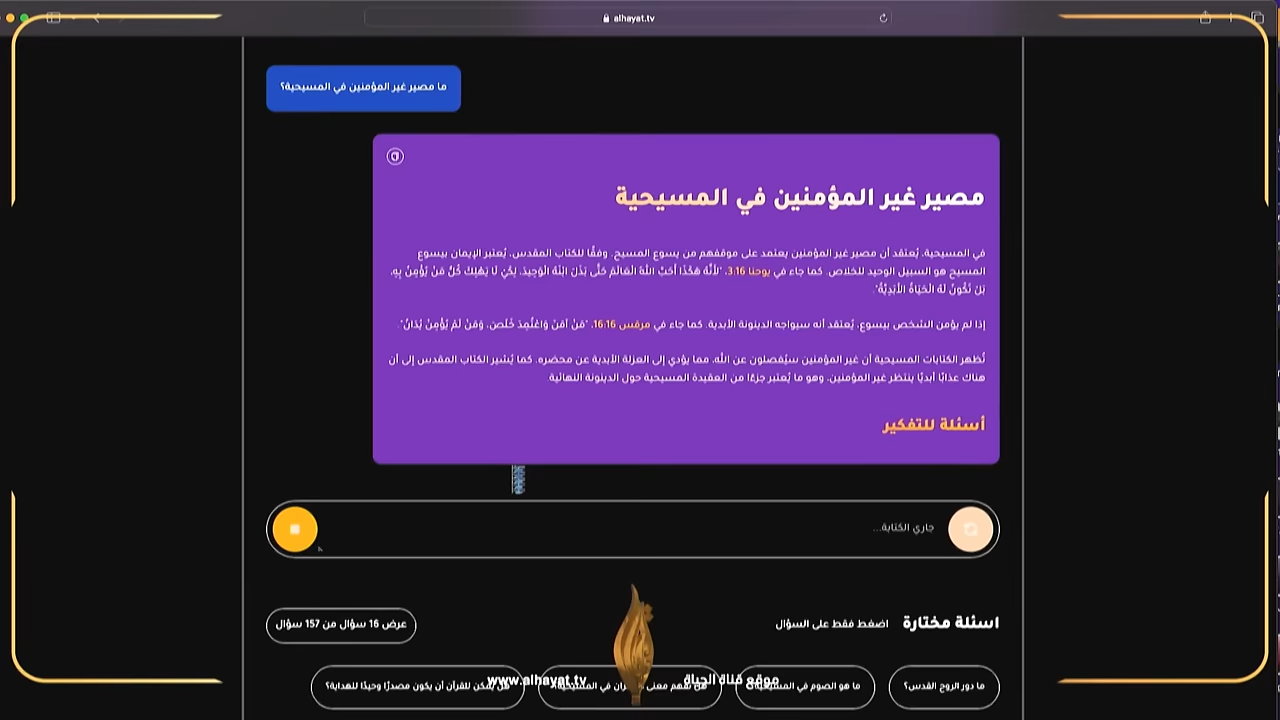 alhayat.tv
ما مصير غير المؤمنين في المسيحية؟
مصير غير المؤمنين في المسيحية
في المسيحية، يُعتقد أن مصير غير المؤمنين يعتمد على موقفهم من يسوع المسيح. وفقًا للكتاب المقدس، يُعتبر الإيمان بيسوع
المسيح هو السبيل الوحيد للخلاص. كما جاء في يوحنا 3:16، "لأَنَّهُ هكَذَا أَحَبَّ اللهُ الْعَالَمَ حَتَّى بَذَلَ ابْنَهُ الْوَحِيدَ، لِكَيْ لَا يَهْلِكَ كُلُّ مَنْ يُؤْمِنُ بِهِ،
بَلْ تَكُونُ لَهُ الْحَيَاةُ الأَبَدِيَّةُ".
إذا لم يؤمن الشخص بيسوع، يُعتقد أنه سيواجه الدينونة الأبدية. كما جاء في مرقس 16:16، "مَنْ آمَنَ وَاعْتَمَدَ خَلَصَ، وَمَنْ لَمْ يُؤْمِنْ يُدَانُ".
تُظهر الكتابات المسيحية أن غير المؤمنين سيُفصلون عن الله، مما يؤدي إلى العزلة الأبدية عن محضره. كما يُشير الكتاب المقدس إلى أن
هناك عذابًا أبديًا ينتظر غير المؤمنين، وهو ما يُعتبر جزءًا من العقيدة المسيحية حول الدينونة النهائية
أسئلة للتفكير
جاري الكتابة...
اسئلة مختارة اضغط فقط على السؤال عرض 16 سؤال من 157 سؤال
ما دور الروح القدس؟ ما هو الصوم في المسيحية هل نفهم معنى في المسيحية؟ يمكن للقرآن أن يكون مصدرًا وحيدًا للهداية؟
موقع قناة الحياة www.alhayat.tv